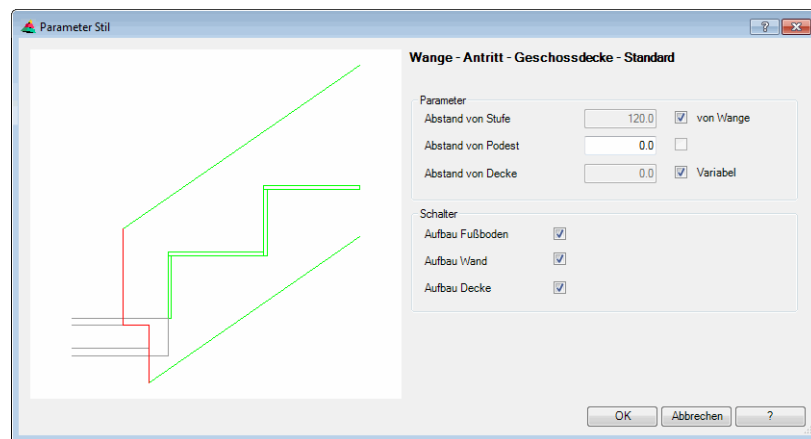 Parameter Stil
?
Wange - Antritt - Geschossdecke - Standard
Parameter
Abstand von Stufe 120.0 von Wange
Abstand von Podest 0.0
Abstand von Decke 0.0 Variabel
Schalter
Aufbau Fußboden
Aufbau Wand
Aufbau Decke
OK Abbrechen ?